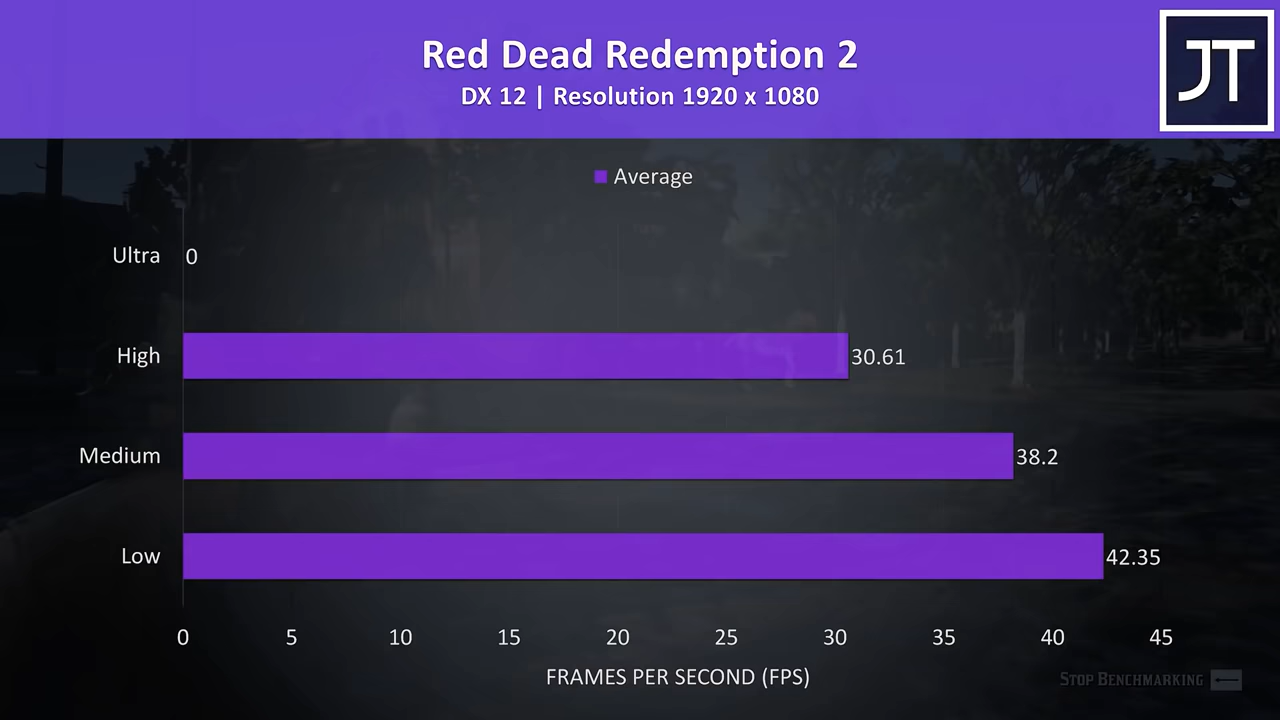 Red Dead Redemption 2
DX 12 | Resolution 1920 x 1080
JT
Average
Ultra 0
High 30.61
Medium 38.2
Low 42.35
0 5 10 15 20 25 30 35 40 45
FRAMES PER SECOND (FPS)
STOP BENCHMARKING